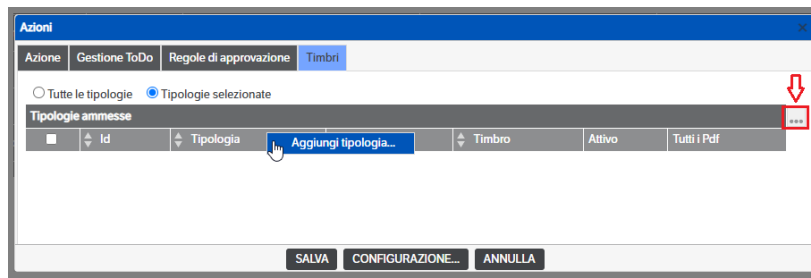 Azioni
Azione Gestione ToDo Regole di approvazione Timbri
Tutte le tipologie Tipologie selezionate
Tipologie ammesse ...
Id Tipologia Aggiungi tipologia... Timbro Attivo Tutti i Pdf
SALVA CONFIGURAZIONE... ANNULLA